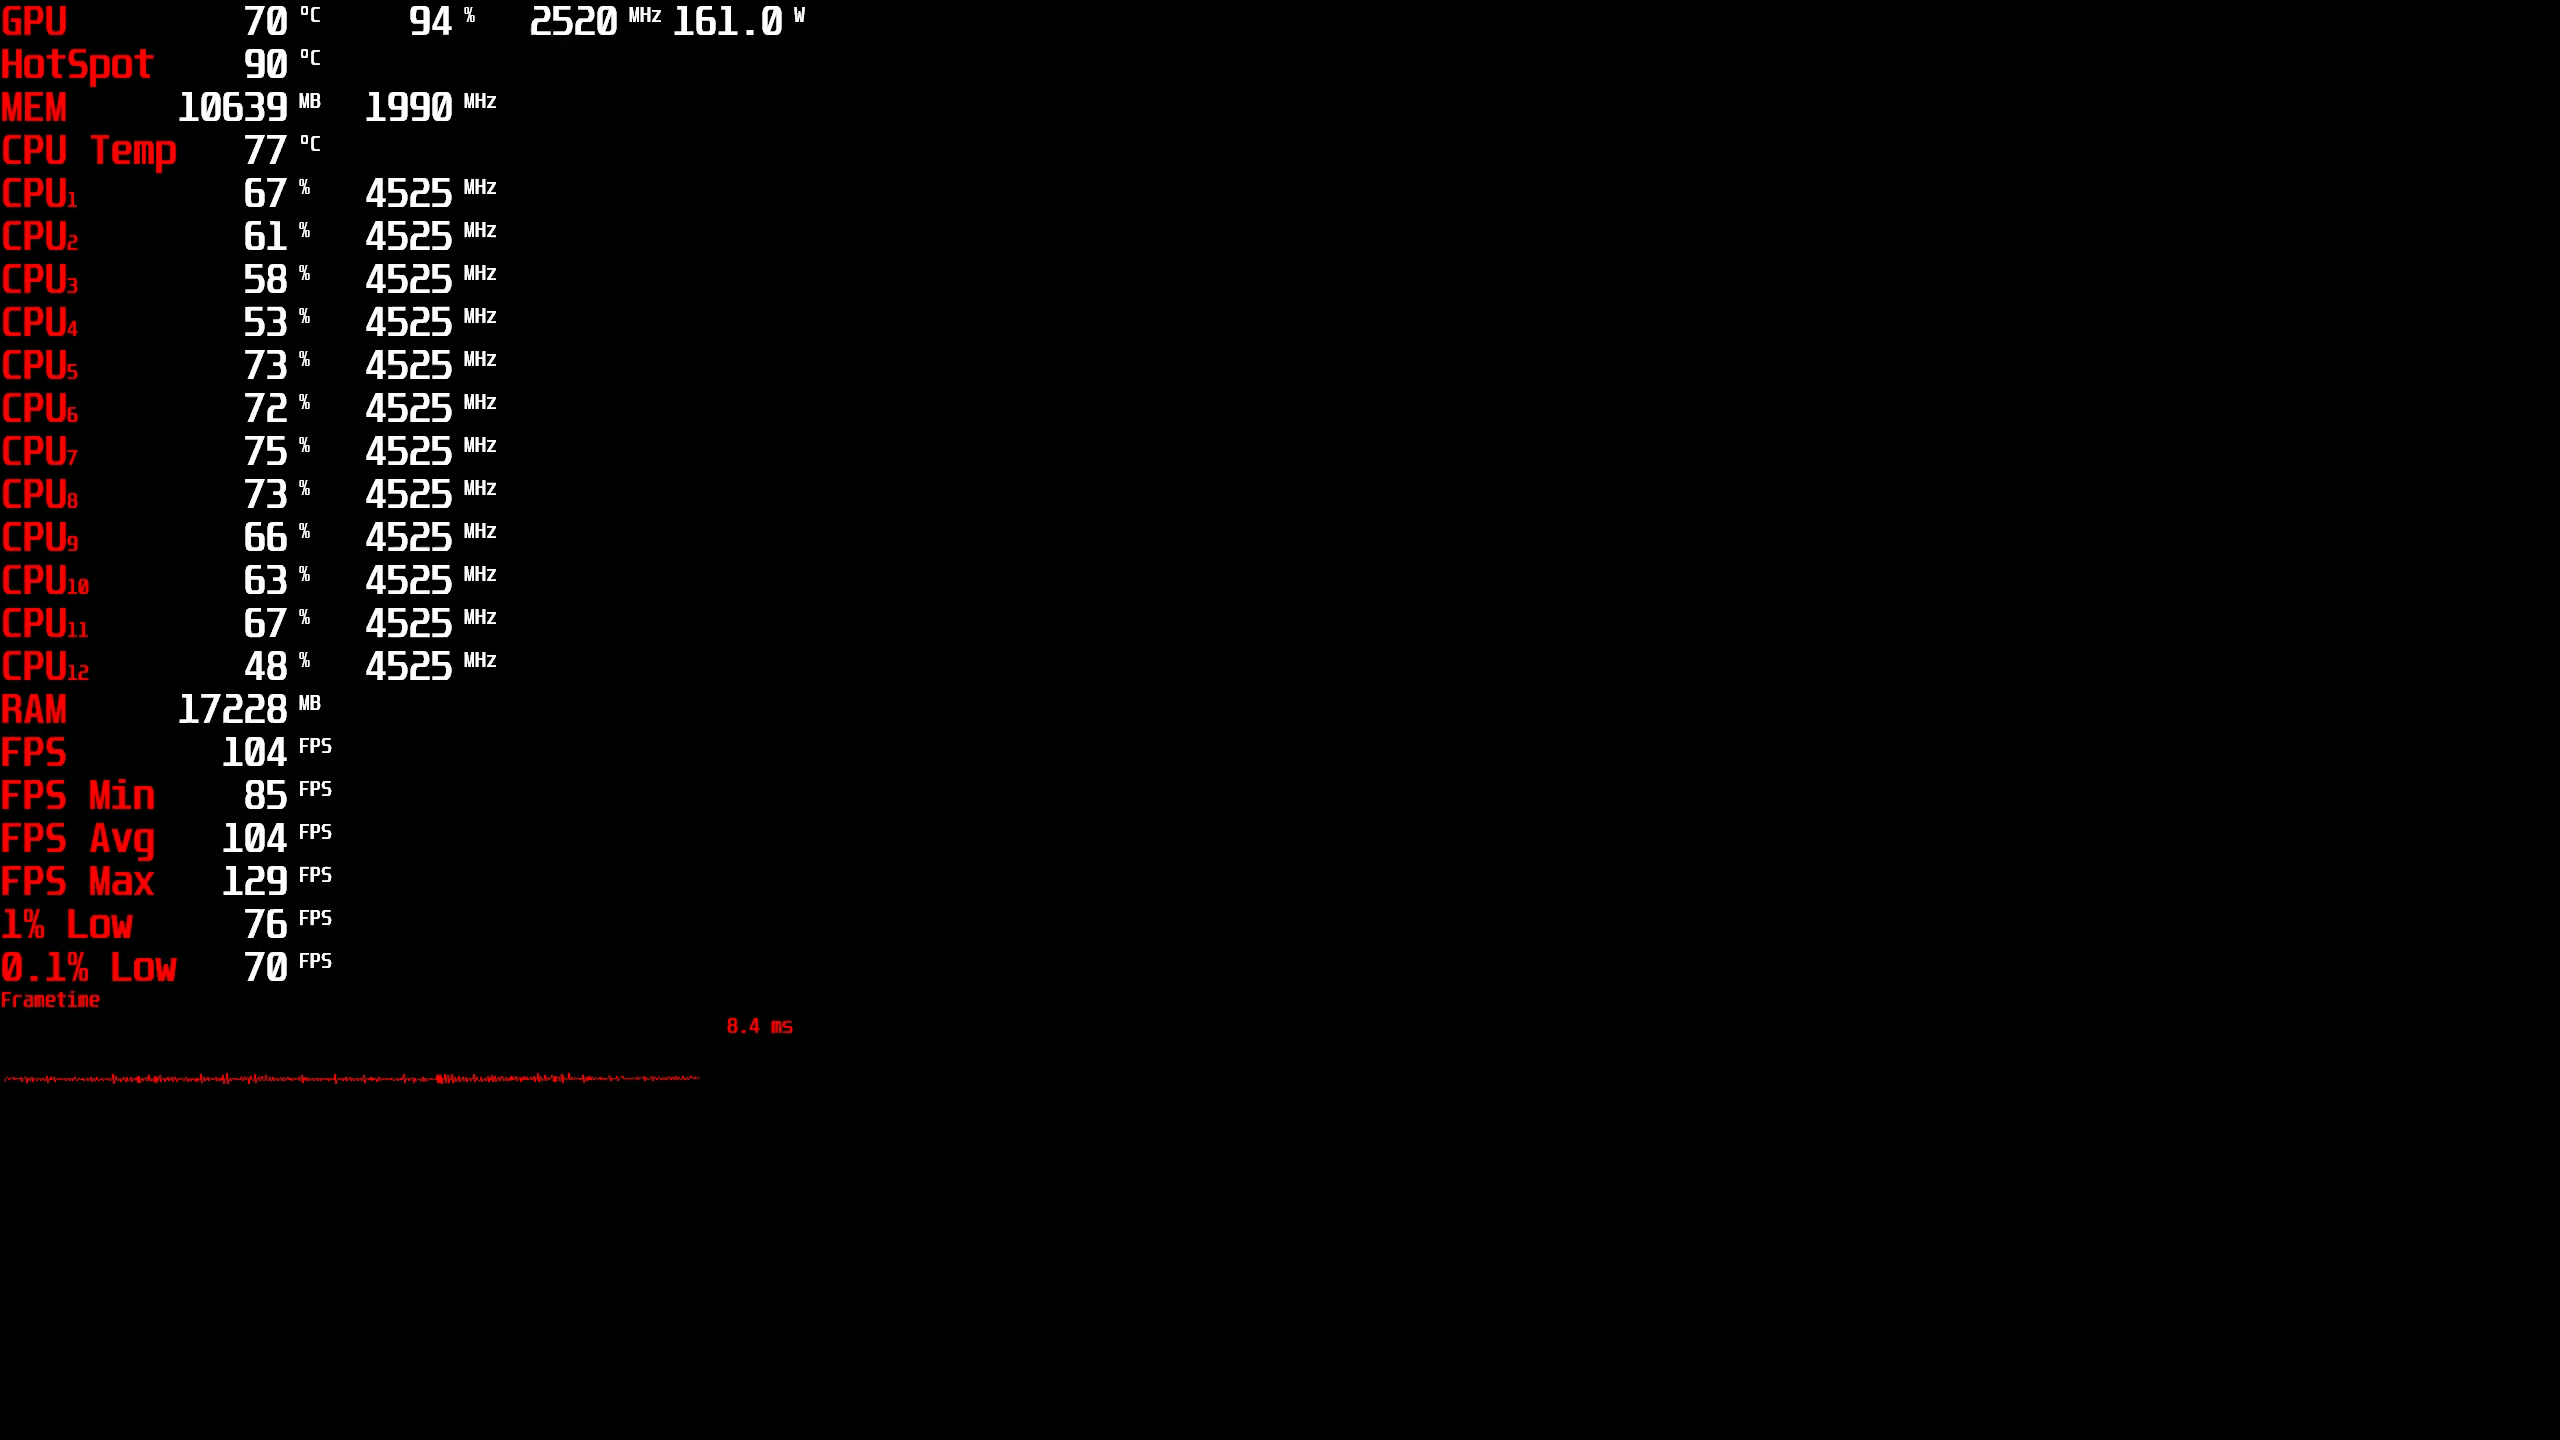 GPU 70 °C 94 % 2520 MHz 161.0 W
HotSpot 90 °C
MEM 10639 MB 1990 MHz
CPU Temp 77 °C
CPU1 67 % 4525 MHz
CPU2 61 % 4525 MHz
CPU3 58 % 4525 MHz
CPU4 53 % 4525 MHz
CPU5 73 % 4525 MHz
CPU6 72 % 4525 MHz
CPU7 75 % 4525 MHz
CPU8 73 % 4525 MHz
CPU9 66 % 4525 MHz
CPU10 63 % 4525 MHz
CPU11 67 % 4525 MHz
CPU12 48 % 4525 MHz
RAM 17228 MB
FPS 104 FPS
FPS Min 85 FPS
FPS Avg 104 FPS
FPS Max 129 FPS
1% Low 76 FPS
0.1% Low 70 FPS
Frametime
8.4 ms